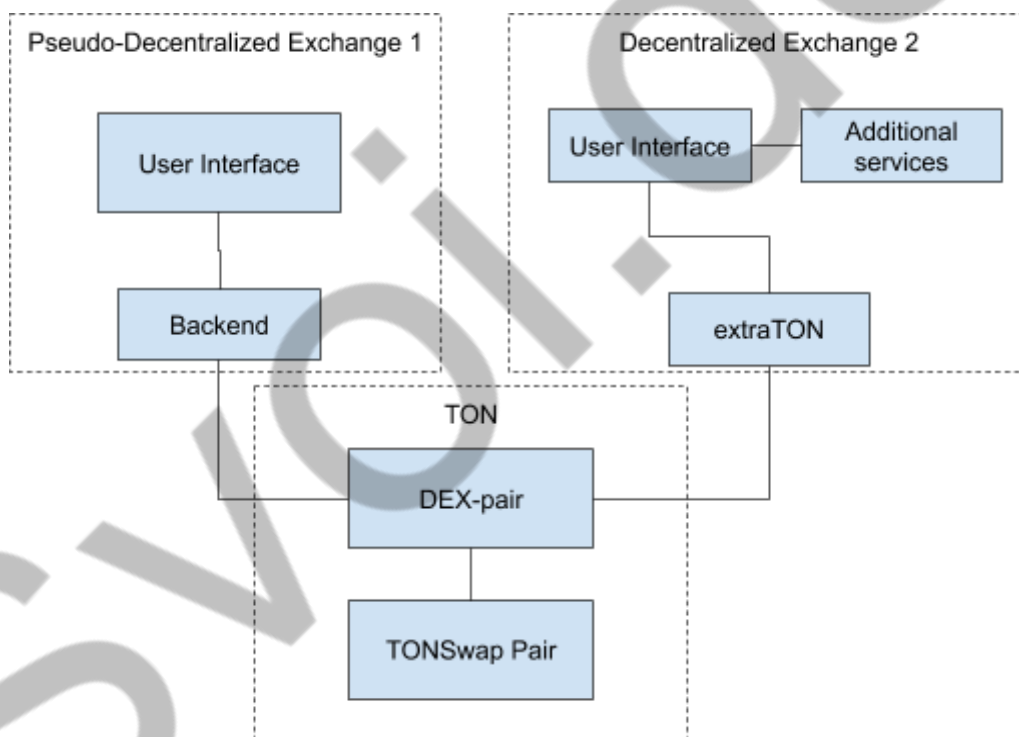 Pseudo-Decentralized Exchange 1
User Interface
Backend
Decentralized Exchange 2
User Interface
Additional
services
extraTON
TON
DEX-pair
TONSwap Pair